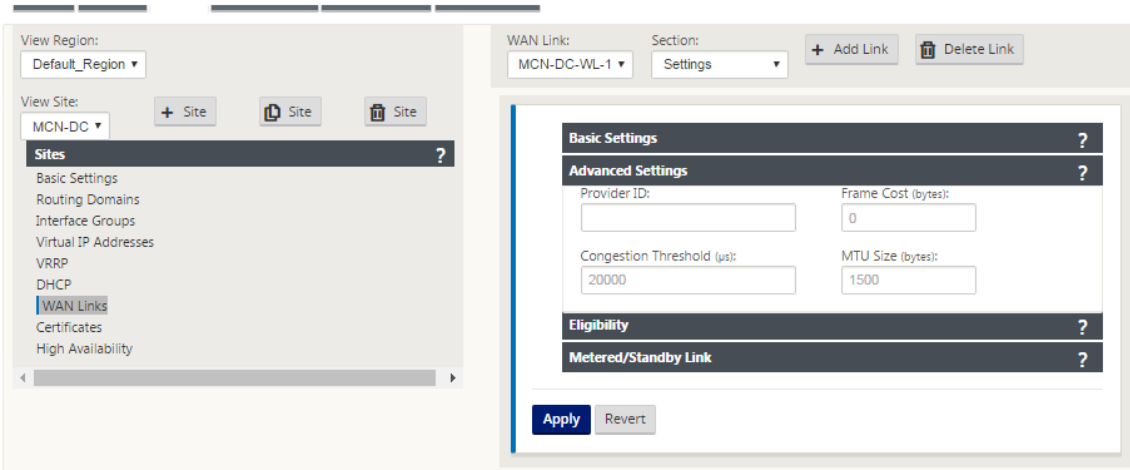 View Region:
Default_Region ▾
View Site:
MCN-DC ▾
+ Site
Site
Site
Sites ?
Basic Settings
Routing Domains
Interface Groups
Virtual IP Addresses
VRRP
DHCP
WAN Links
Certificates
High Availability
WAN Link: Section:
MCN-DC-WL-1 ▾ Settings ▾ + Add Link Delete Link
Basic Settings ?
Advanced Settings ?
Provider ID: Frame Cost (bytes):
0
Congestion Threshold (µs): MTU Size (bytes):
20000 1500
Eligibility ?
Metered/Standby Link ?
Apply Revert